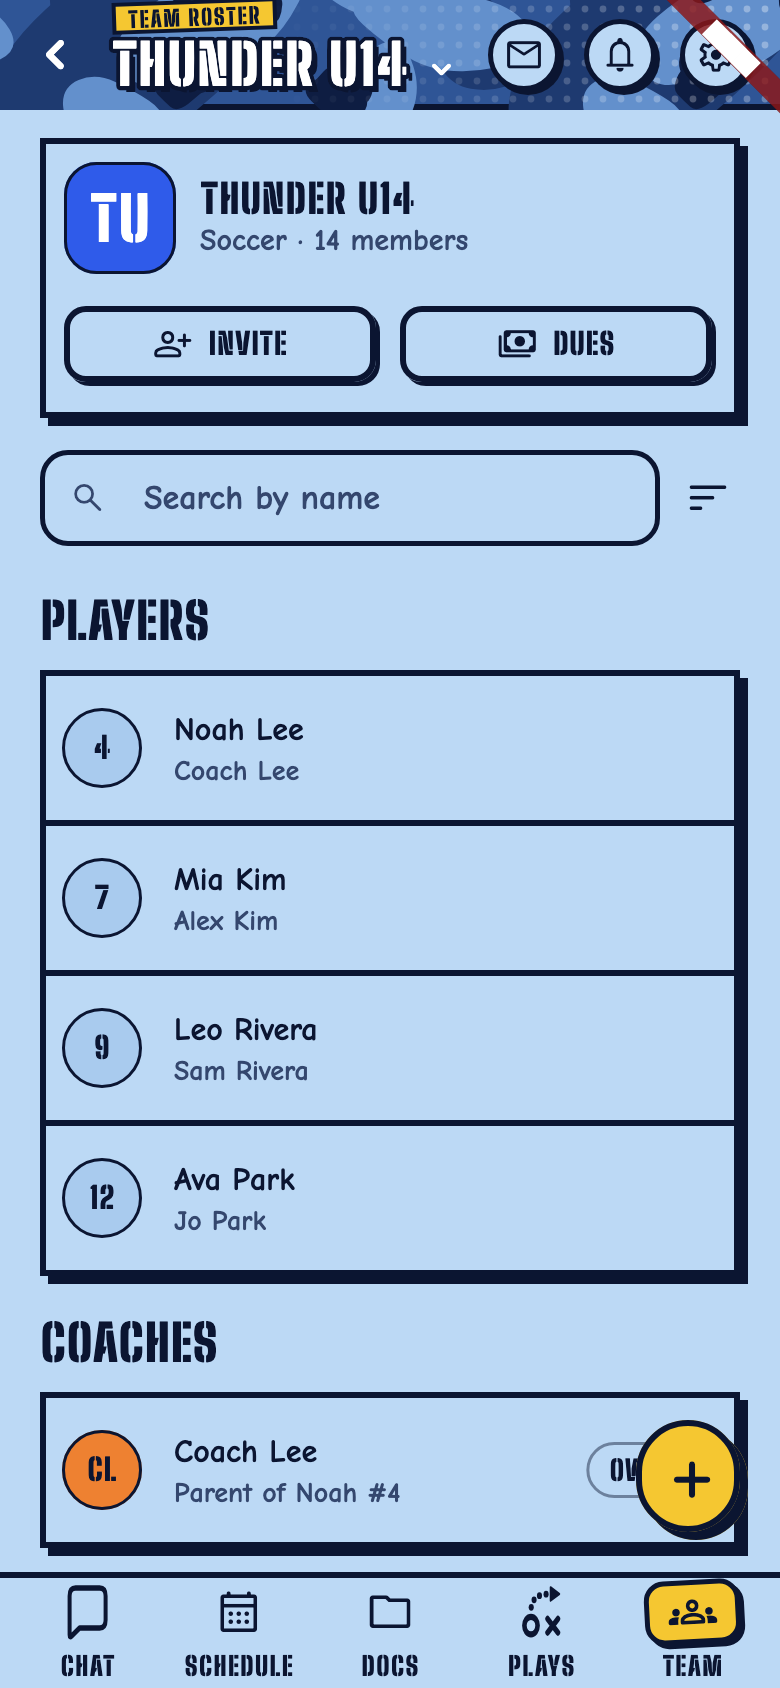 TEAM ROSTER
THUNDER U14
TU
THUNDER U14
Soccer · 14 members
INVITE
DUES
Search by name
PLAYERS
4
Noah Lee
Coach Lee
7
Mia Kim
Alex Kim
9
Leo Rivera
Sam Rivera
12
Ava Park
Jo Park
COACHES
CL
Coach Lee
Parent of Noah #4
CHAT
SCHEDULE
DOCS
PLAYS
TEAM